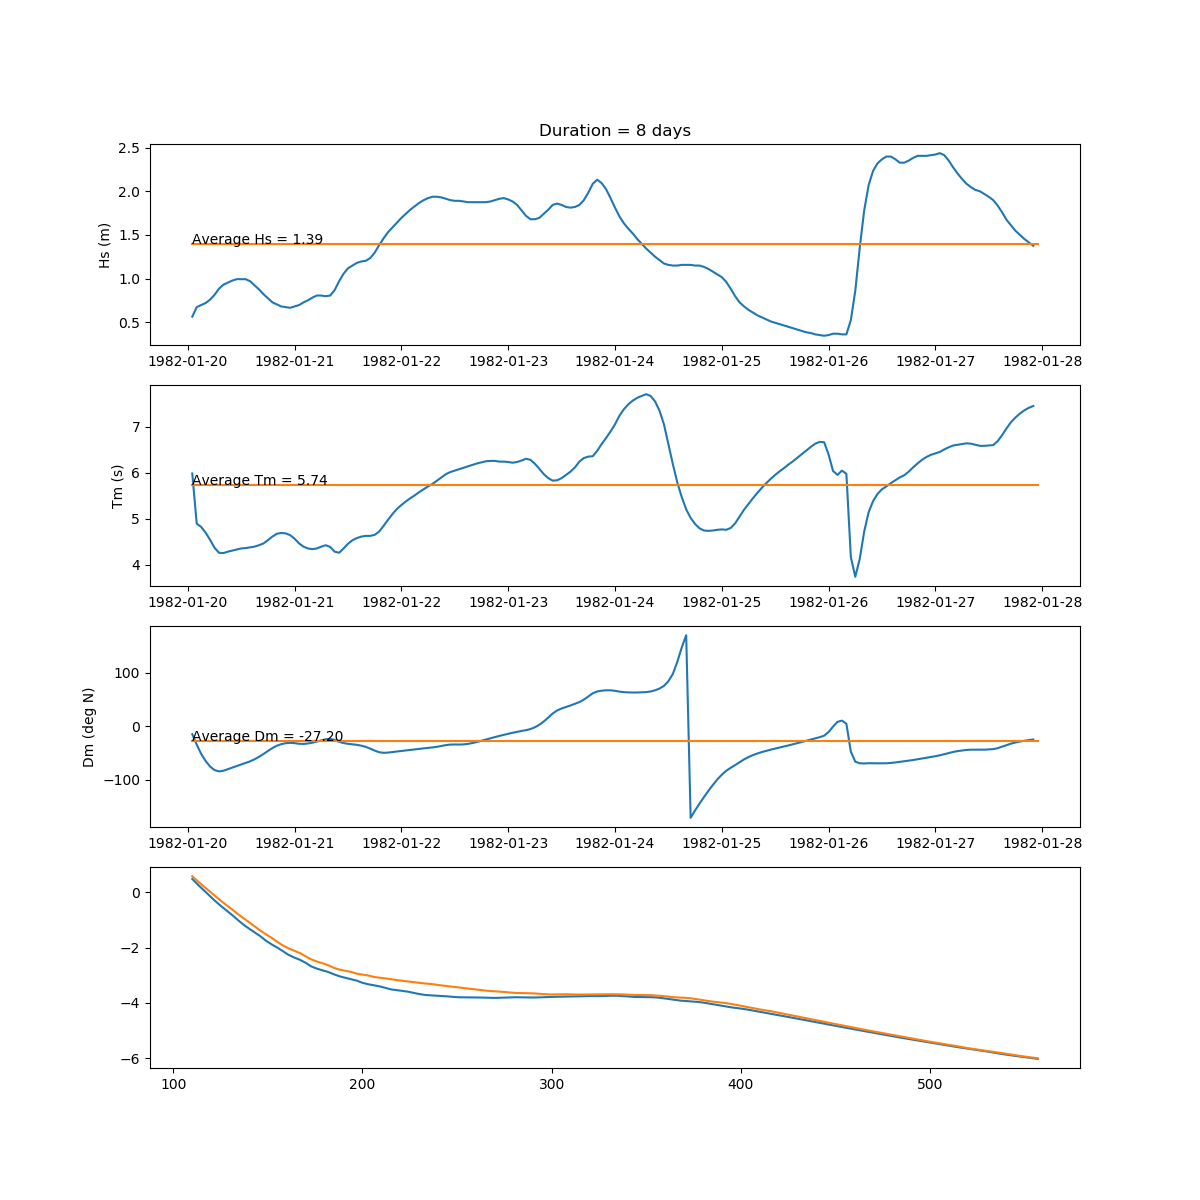 Duration = 8 days
2.5
2.0
1.5
1.0
0.5
Hs (m)
Average Hs = 1.39
1982-01-20 1982-01-21 1982-01-22 1982-01-23 1982-01-24 1982-01-25 1982-01-26 1982-01-27 1982-01-28
7
6
5
4
Tm (s)
Average Tm = 5.74
1982-01-20 1982-01-21 1982-01-22 1982-01-23 1982-01-24 1982-01-25 1982-01-26 1982-01-27 1982-01-28
100
0
−100
Dm (deg N)
Average Dm = -27.20
1982-01-20 1982-01-21 1982-01-22 1982-01-23 1982-01-24 1982-01-25 1982-01-26 1982-01-27 1982-01-28
0
−2
−4
−6
100 200 300 400 500